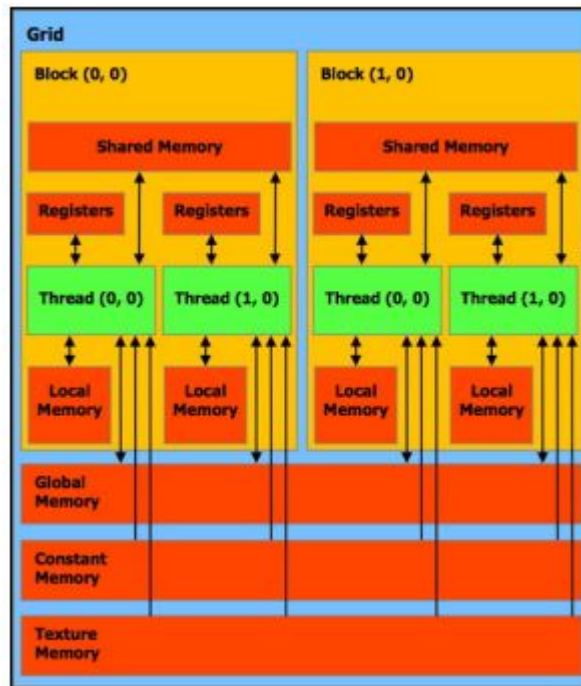 Grid
Block (0, 0)
Block (1, 0)
Shared Memory
Shared Memory
Registers
Registers
Registers
Registers
Thread (0, 0)
Thread (1, 0)
Thread (0, 0)
Thread (1, 0)
Local
Memory
Local
Memory
Local
Memory
Local
Memory
Global
Memory
Constant
Memory
Texture
Memory